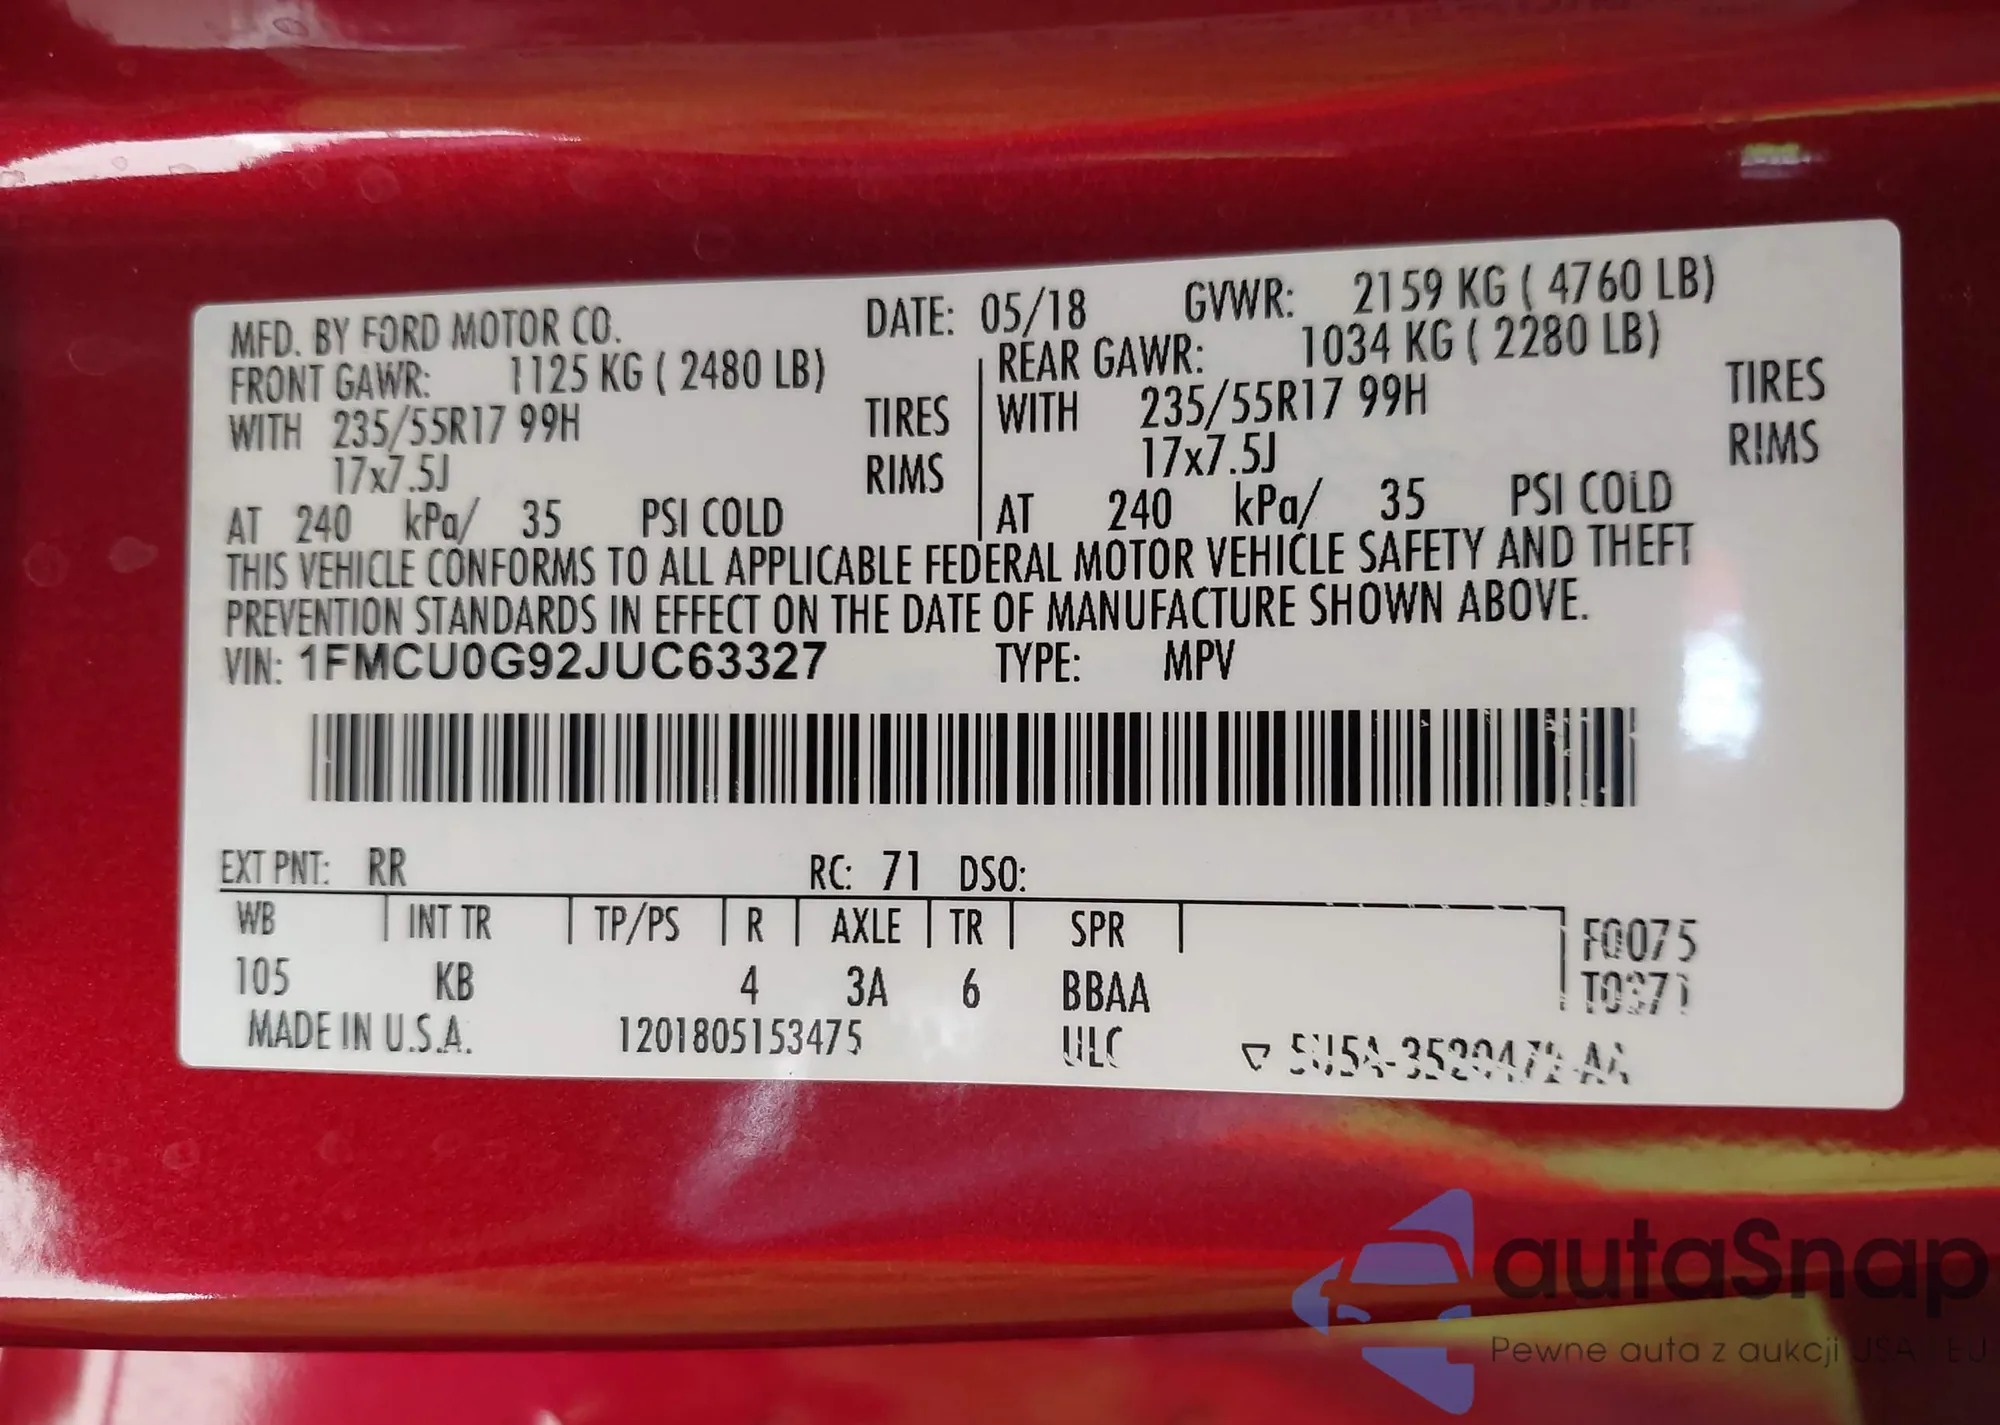 MFD. BY FORD MOTOR CO. DATE: 05/18 GVWR: 2159 KG ( 4760 LB)
FRONT GAWR: 1125 KG ( 2480 LB) REAR GAWR: 1034 KG ( 2280 LB)
WITH 235/55R17 99H TIRES WITH 235/55R17 99H TIRES
17x7.5J RIMS 17x7.5J RIMS
AT 240 kPa/ 35 PSI COLD AT 240 kPa/ 35 PSI COLD
THIS VEHICLE CONFORMS TO ALL APPLICABLE FEDERAL MOTOR VEHICLE SAFETY AND THEFT
PREVENTION STANDARDS IN EFFECT ON THE DATE OF MANUFACTURE SHOWN ABOVE.
VIN: 1FMCU0G92JUC63327 TYPE: MPV
EXT PNT: RR RC: 71 DSO:
WB INT TR TP/PS R AXLE TR SPR F0075
105 KB 4 3A 6 BBAA
MADE IN U.S.A. 1201805153475 ULC
autaSnap
Pewne auta z aukcji USA i EU